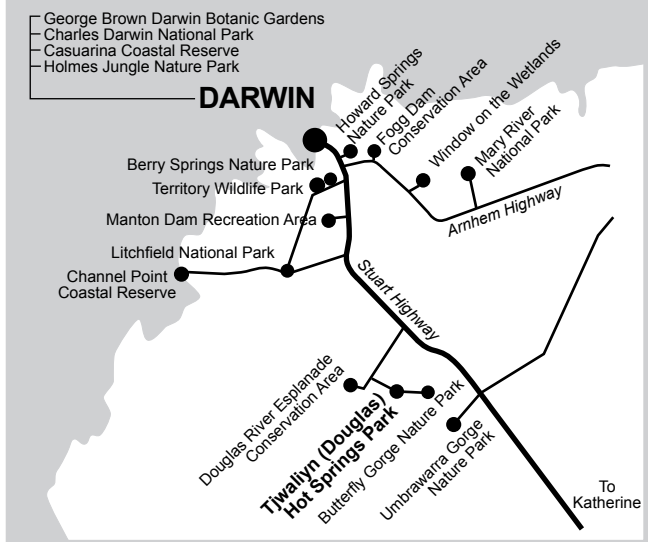 George Brown Darwin Botanic Gardens
Charles Darwin National Park
Casuarina Coastal Reserve
Holmes Jungle Nature Park
DARWIN
Howard Springs
Nature Park
Fogg Dam
Conservation Area
Window on the Wetlands
Mary River
National Park
Berry Springs Nature Park
Territory Wildlife Park
Manton Dam Recreation Area
Arnhem Highway
Litchfield National Park
Channel Point
Coastal Reserve
Stuart Highway
Douglas River Esplanade
Conservation Area
Tjwaliyn (Douglas)
Hot Springs Park
Butterfly Gorge Nature Park
Umbrawarra Gorge
Nature Park
To
Katherine